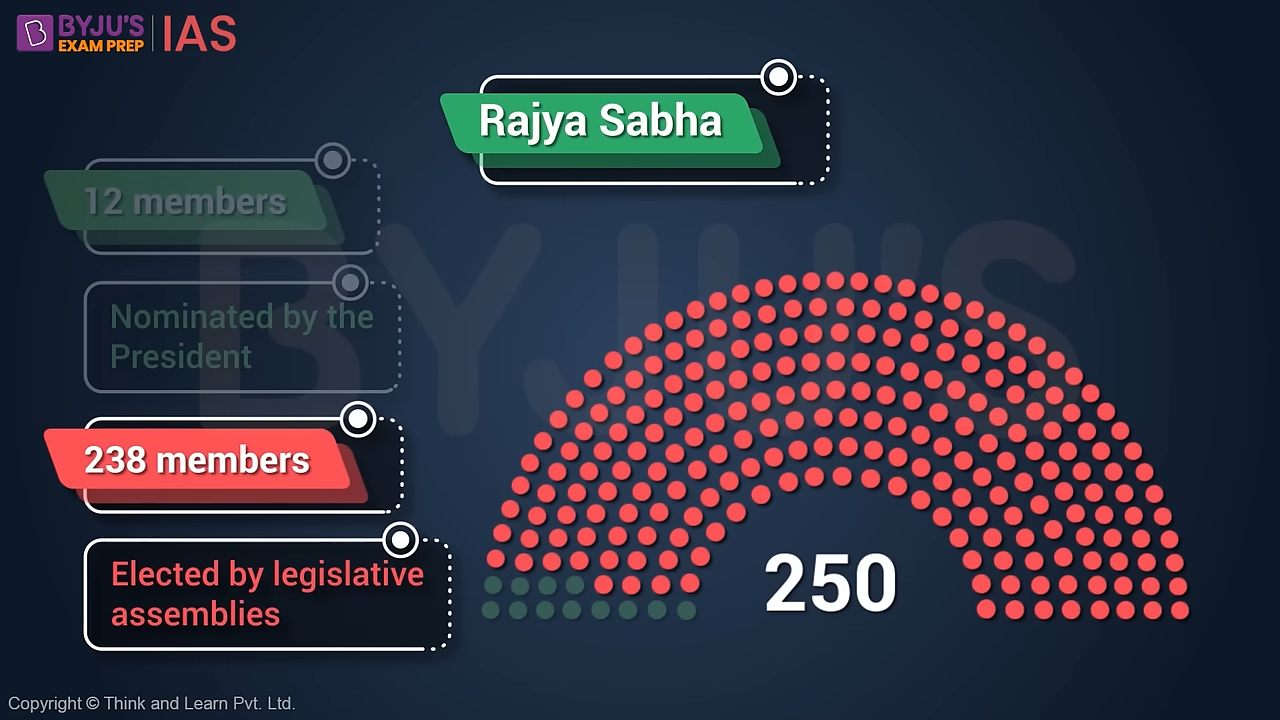 BYJU'S
EXAM PREP
IAS
Rajya Sabha
12 members
Nominated by the
President
238 members
Elected by legislative
assemblies
250
BYJU'S
Copyright © Think and Learn Pvt. Ltd.